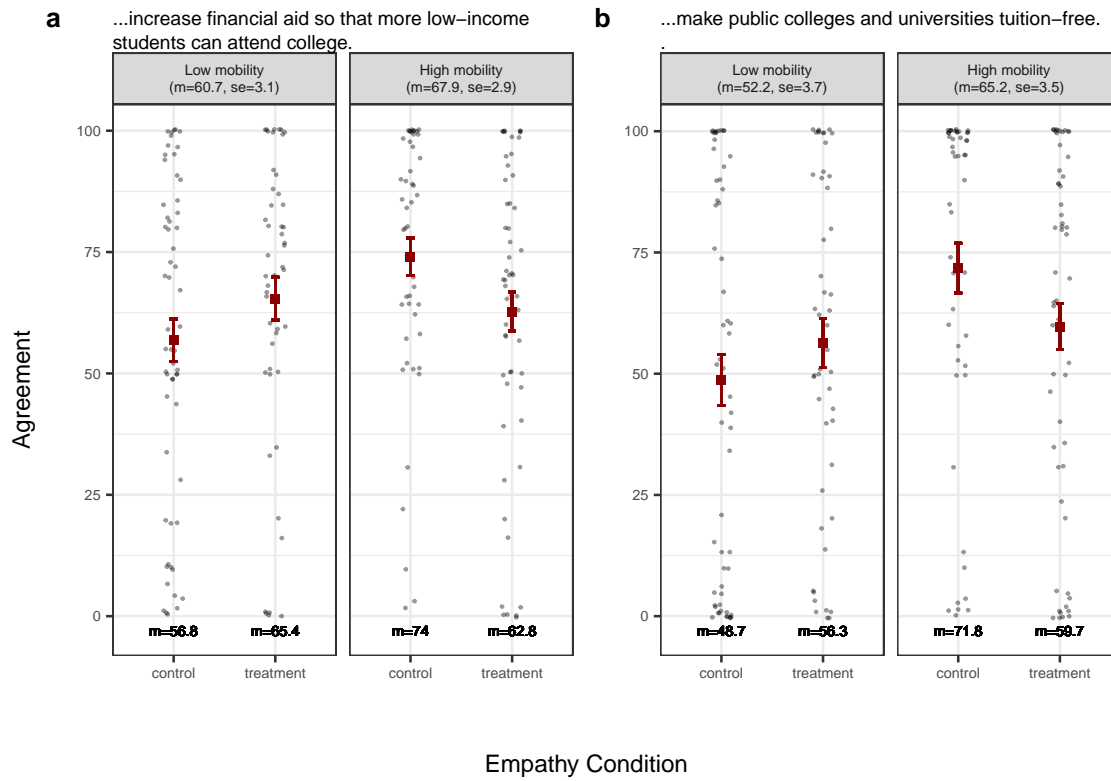 a
...increase financial aid so that more low−income
students can attend college.
b
...make public colleges and universities tuition−free.
.
Low mobility
(m=60.7, se=3.1)
High mobility
(m=67.9, se=2.9)
Low mobility
(m=52.2, se=3.7)
High mobility
(m=65.2, se=3.5)
Agreement
100
75
50
25
0
100
75
50
25
0
m=56.8
m=65.4
m=74
m=62.8
m=48.7
m=56.3
m=71.8
m=59.7
control
treatment
control
treatment
control
treatment
control
treatment
Empathy Condition